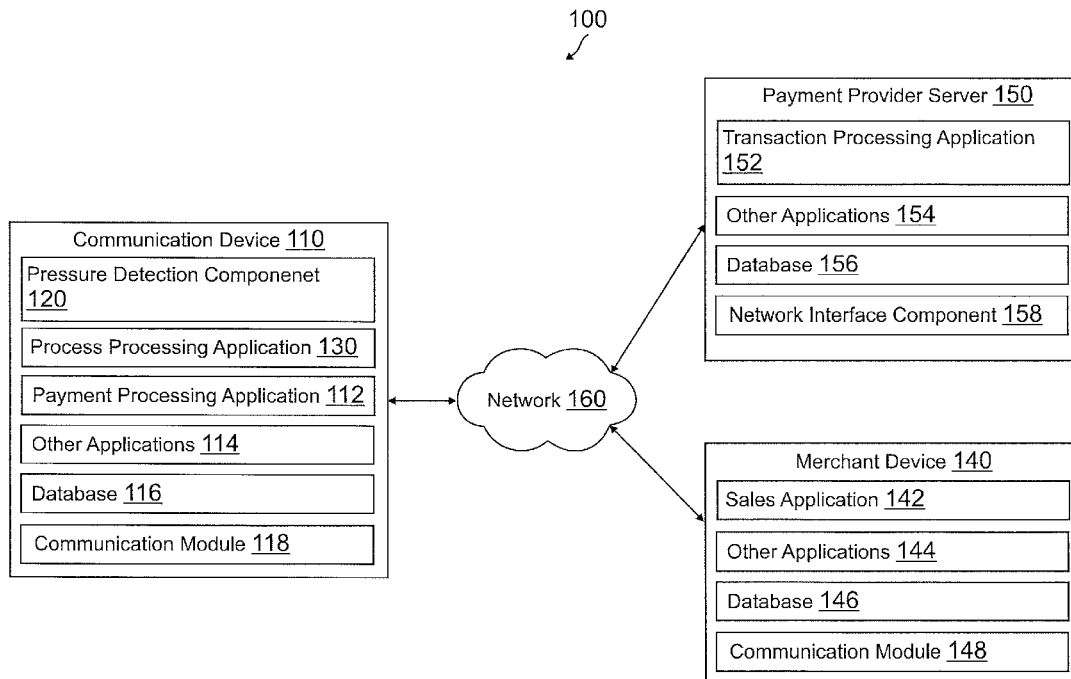 100
Communication Device 110
Pressure Detection Componenet
120
Process Processing Application 130
Payment Processing Application 112
Other Applications 114
Database 116
Communication Module 118
Network 160
Payment Provider Server 150
Transaction Processing Application
152
Other Applications 154
Database 156
Network Interface Component 158
Merchant Device 140
Sales Application 142
Other Applications 144
Database 146
Communication Module 148